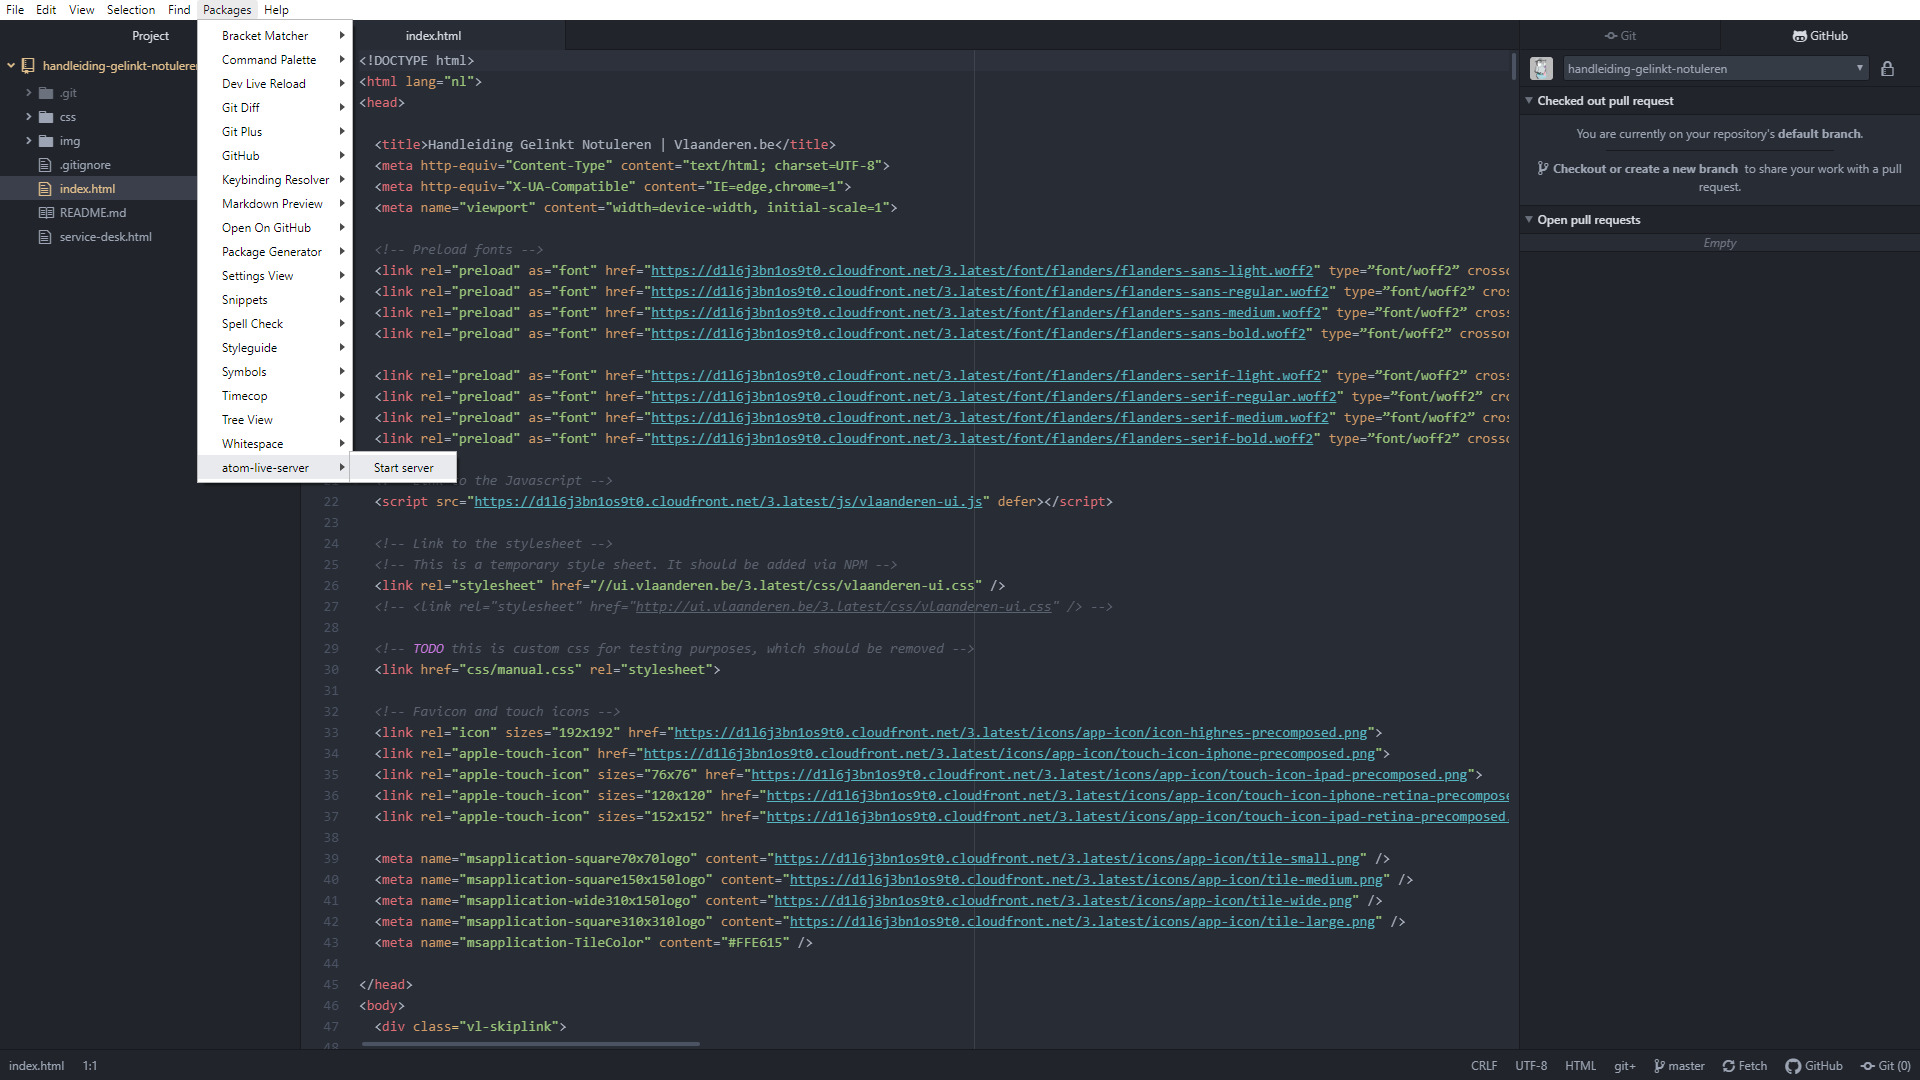 File Edit View Selection Find Packages Help
Project
handleiding-gelinkt-notuleren
.git
css
img
.gitignore
index.html
README.md
service-desk.html
Bracket Matcher
Command Palette
Dev Live Reload
Git Diff
Git Plus
GitHub
Keybinding Resolver
Markdown Preview
Open On GitHub
Package Generator
Settings View
Snippets
Spell Check
Styleguide
Symbols
Timecop
Tree View
Whitespace
atom-live-server
Start server
index.html
<!DOCTYPE html>
<html lang="nl">
<head>
<title>Handleiding Gelinkt Notuleren | Vlaanderen.be</title>
<meta http-equiv="Content-Type" content="text/html; charset=UTF-8">
<meta http-equiv="X-UA-Compatible" content="IE=edge,chrome=1">
<meta name="viewport" content="width=device-width, initial-scale=1">
<!-- Preload fonts -->
<link rel="preload" as="font" href="https://d1l6j3bn1os9t0.cloudfront.net/3.latest/font/flanders/flanders-sans-light.woff2" type=”font/woff2” crossc
<link rel="preload" as="font" href="https://d1l6j3bn1os9t0.cloudfront.net/3.latest/font/flanders/flanders-sans-regular.woff2" type=”font/woff2” cros
<link rel="preload" as="font" href="https://d1l6j3bn1os9t0.cloudfront.net/3.latest/font/flanders/flanders-sans-medium.woff2" type=”font/woff2” cross
<link rel="preload" as="font" href="https://d1l6j3bn1os9t0.cloudfront.net/3.latest/font/flanders/flanders-sans-bold.woff2" type=”font/woff2” crossor
<link rel="preload" as="font" href="https://d1l6j3bn1os9t0.cloudfront.net/3.latest/font/flanders/flanders-serif-light.woff2" type=”font/woff2” cross
<link rel="preload" as="font" href="https://d1l6j3bn1os9t0.cloudfront.net/3.latest/font/flanders/flanders-serif-regular.woff2" type=”font/woff2” cro
<link rel="preload" as="font" href="https://d1l6j3bn1os9t0.cloudfront.net/3.latest/font/flanders/flanders-serif-medium.woff2" type=”font/woff2” cros
<link rel="preload" as="font" href="https://d1l6j3bn1os9t0.cloudfront.net/3.latest/font/flanders/flanders-serif-bold.woff2" type=”font/woff2” crossc
to the Javascript -->
22 <script src="https://d1l6j3bn1os9t0.cloudfront.net/3.latest/js/vlaanderen-ui.js" defer></script>
23
24 <!-- Link to the stylesheet -->
25 <!-- This is a temporary style sheet. It should be added via NPM -->
26 <link rel="stylesheet" href="//ui.vlaanderen.be/3.latest/css/vlaanderen-ui.css" />
27 <!-- <link rel="stylesheet" href="http://ui.vlaanderen.be/3.latest/css/vlaanderen-ui.css" /> -->
28
29 <!-- TODO this is custom css for testing purposes, which should be removed -->
30 <link href="css/manual.css" rel="stylesheet">
31
32 <!-- Favicon and touch icons -->
33 <link rel="icon" sizes="192x192" href="https://d1l6j3bn1os9t0.cloudfront.net/3.latest/icons/app-icon/icon-highres-precomposed.png">
34 <link rel="apple-touch-icon" href="https://d1l6j3bn1os9t0.cloudfront.net/3.latest/icons/app-icon/touch-icon-iphone-precomposed.png">
35 <link rel="apple-touch-icon" sizes="76x76" href="https://d1l6j3bn1os9t0.cloudfront.net/3.latest/icons/app-icon/touch-icon-ipad-precomposed.png">
36 <link rel="apple-touch-icon" sizes="120x120" href="https://d1l6j3bn1os9t0.cloudfront.net/3.latest/icons/app-icon/touch-icon-iphone-retina-precompose
37 <link rel="apple-touch-icon" sizes="152x152" href="https://d1l6j3bn1os9t0.cloudfront.net/3.latest/icons/app-icon/touch-icon-ipad-retina-precomposed.
38
39 <meta name="msapplication-square70x70logo" content="https://d1l6j3bn1os9t0.cloudfront.net/3.latest/icons/app-icon/tile-small.png" />
40 <meta name="msapplication-square150x150logo" content="https://d1l6j3bn1os9t0.cloudfront.net/3.latest/icons/app-icon/tile-medium.png" />
41 <meta name="msapplication-wide310x150logo" content="https://d1l6j3bn1os9t0.cloudfront.net/3.latest/icons/app-icon/tile-wide.png" />
42 <meta name="msapplication-square310x310logo" content="https://d1l6j3bn1os9t0.cloudfront.net/3.latest/icons/app-icon/tile-large.png" />
43 <meta name="msapplication-TileColor" content="#FFE615" />
44
45 </head>
46 <body>
47 <div class="vl-skiplink">
48
Git GitHub
handleiding-gelinkt-notuleren
Checked out pull request
You are currently on your repository's default branch.
Checkout or create a new branch to share your work with a pull
request.
Open pull requests
Empty
index.html 1:1 CRLF UTF-8 HTML git+ master Fetch GitHub Git (0)